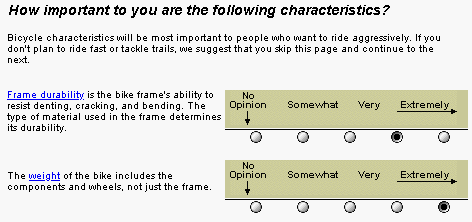 How important to you are the following characteristics?
Bicycle characteristics will be most important to people who want to ride aggressively. If you
don't plan to ride fast or tackle trails, we suggest that you skip this page and continue to the
next.
Frame durability is the bike frame's ability to
resist denting, cracking, and bending. The
type of material used in the frame determines
its durability.
No
Opinion Somewhat Very Extremely
The weight of the bike includes the
components and wheels, not just the frame.
No
Opinion Somewhat Very Extremely